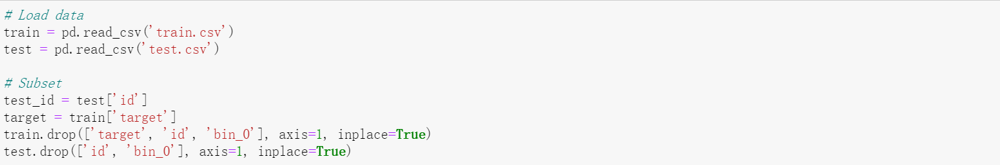 # Load data
train = pd.read_csv('train.csv')
test = pd.read_csv('test.csv')
# Subset
test_id = test['id']
target = train['target']
train.drop(['target', 'id', 'bin_0'], axis=1, inplace=True)
test.drop(['id', 'bin_0'], axis=1, inplace=True)